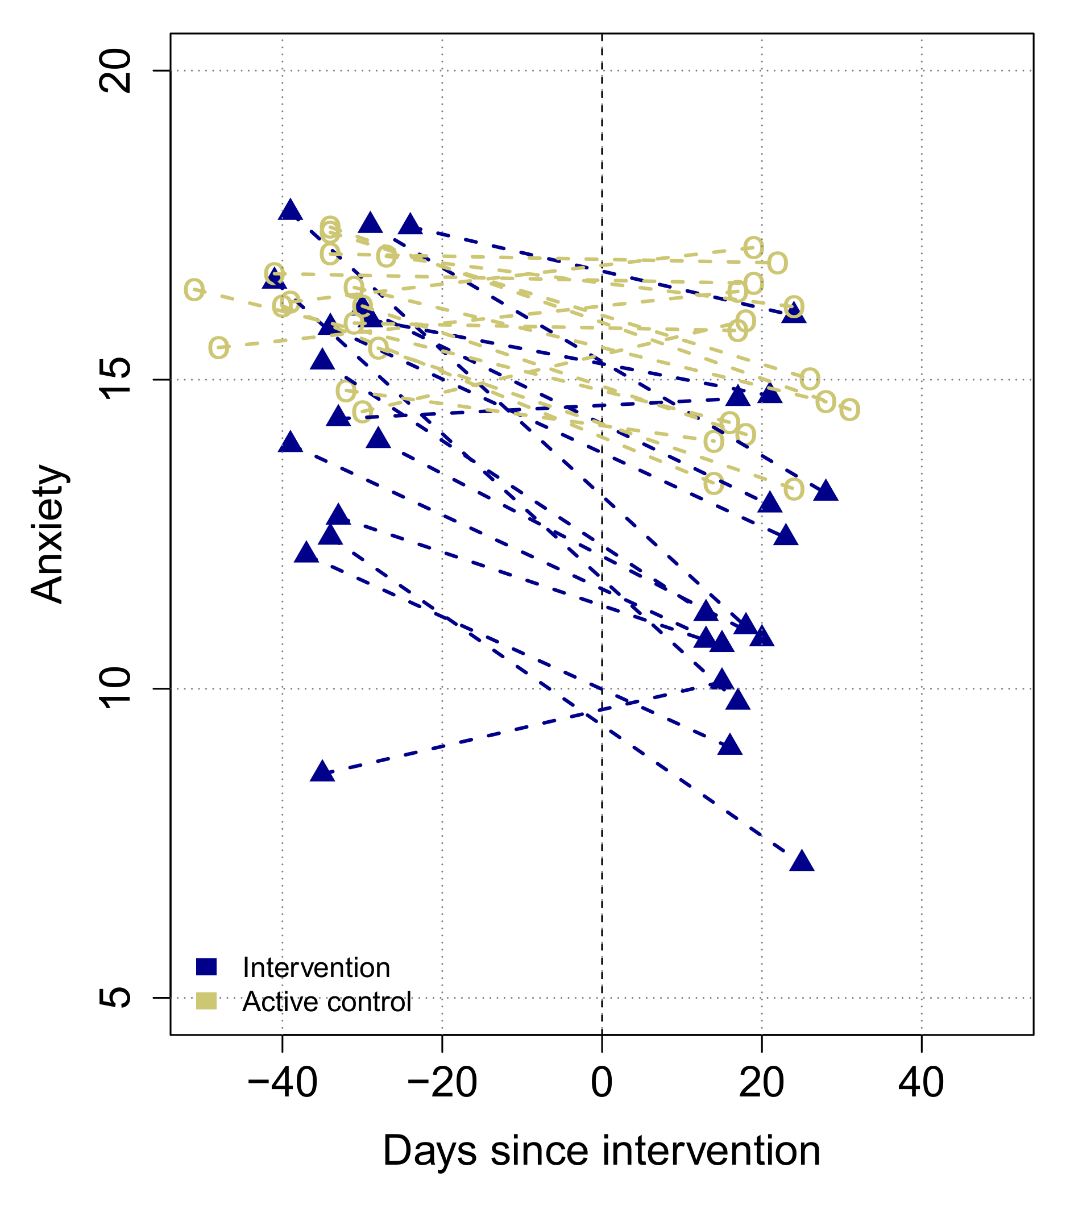 20
15
10
5
Anxiety
Intervention
Active control
−40 −20 0 20 40
Days since intervention